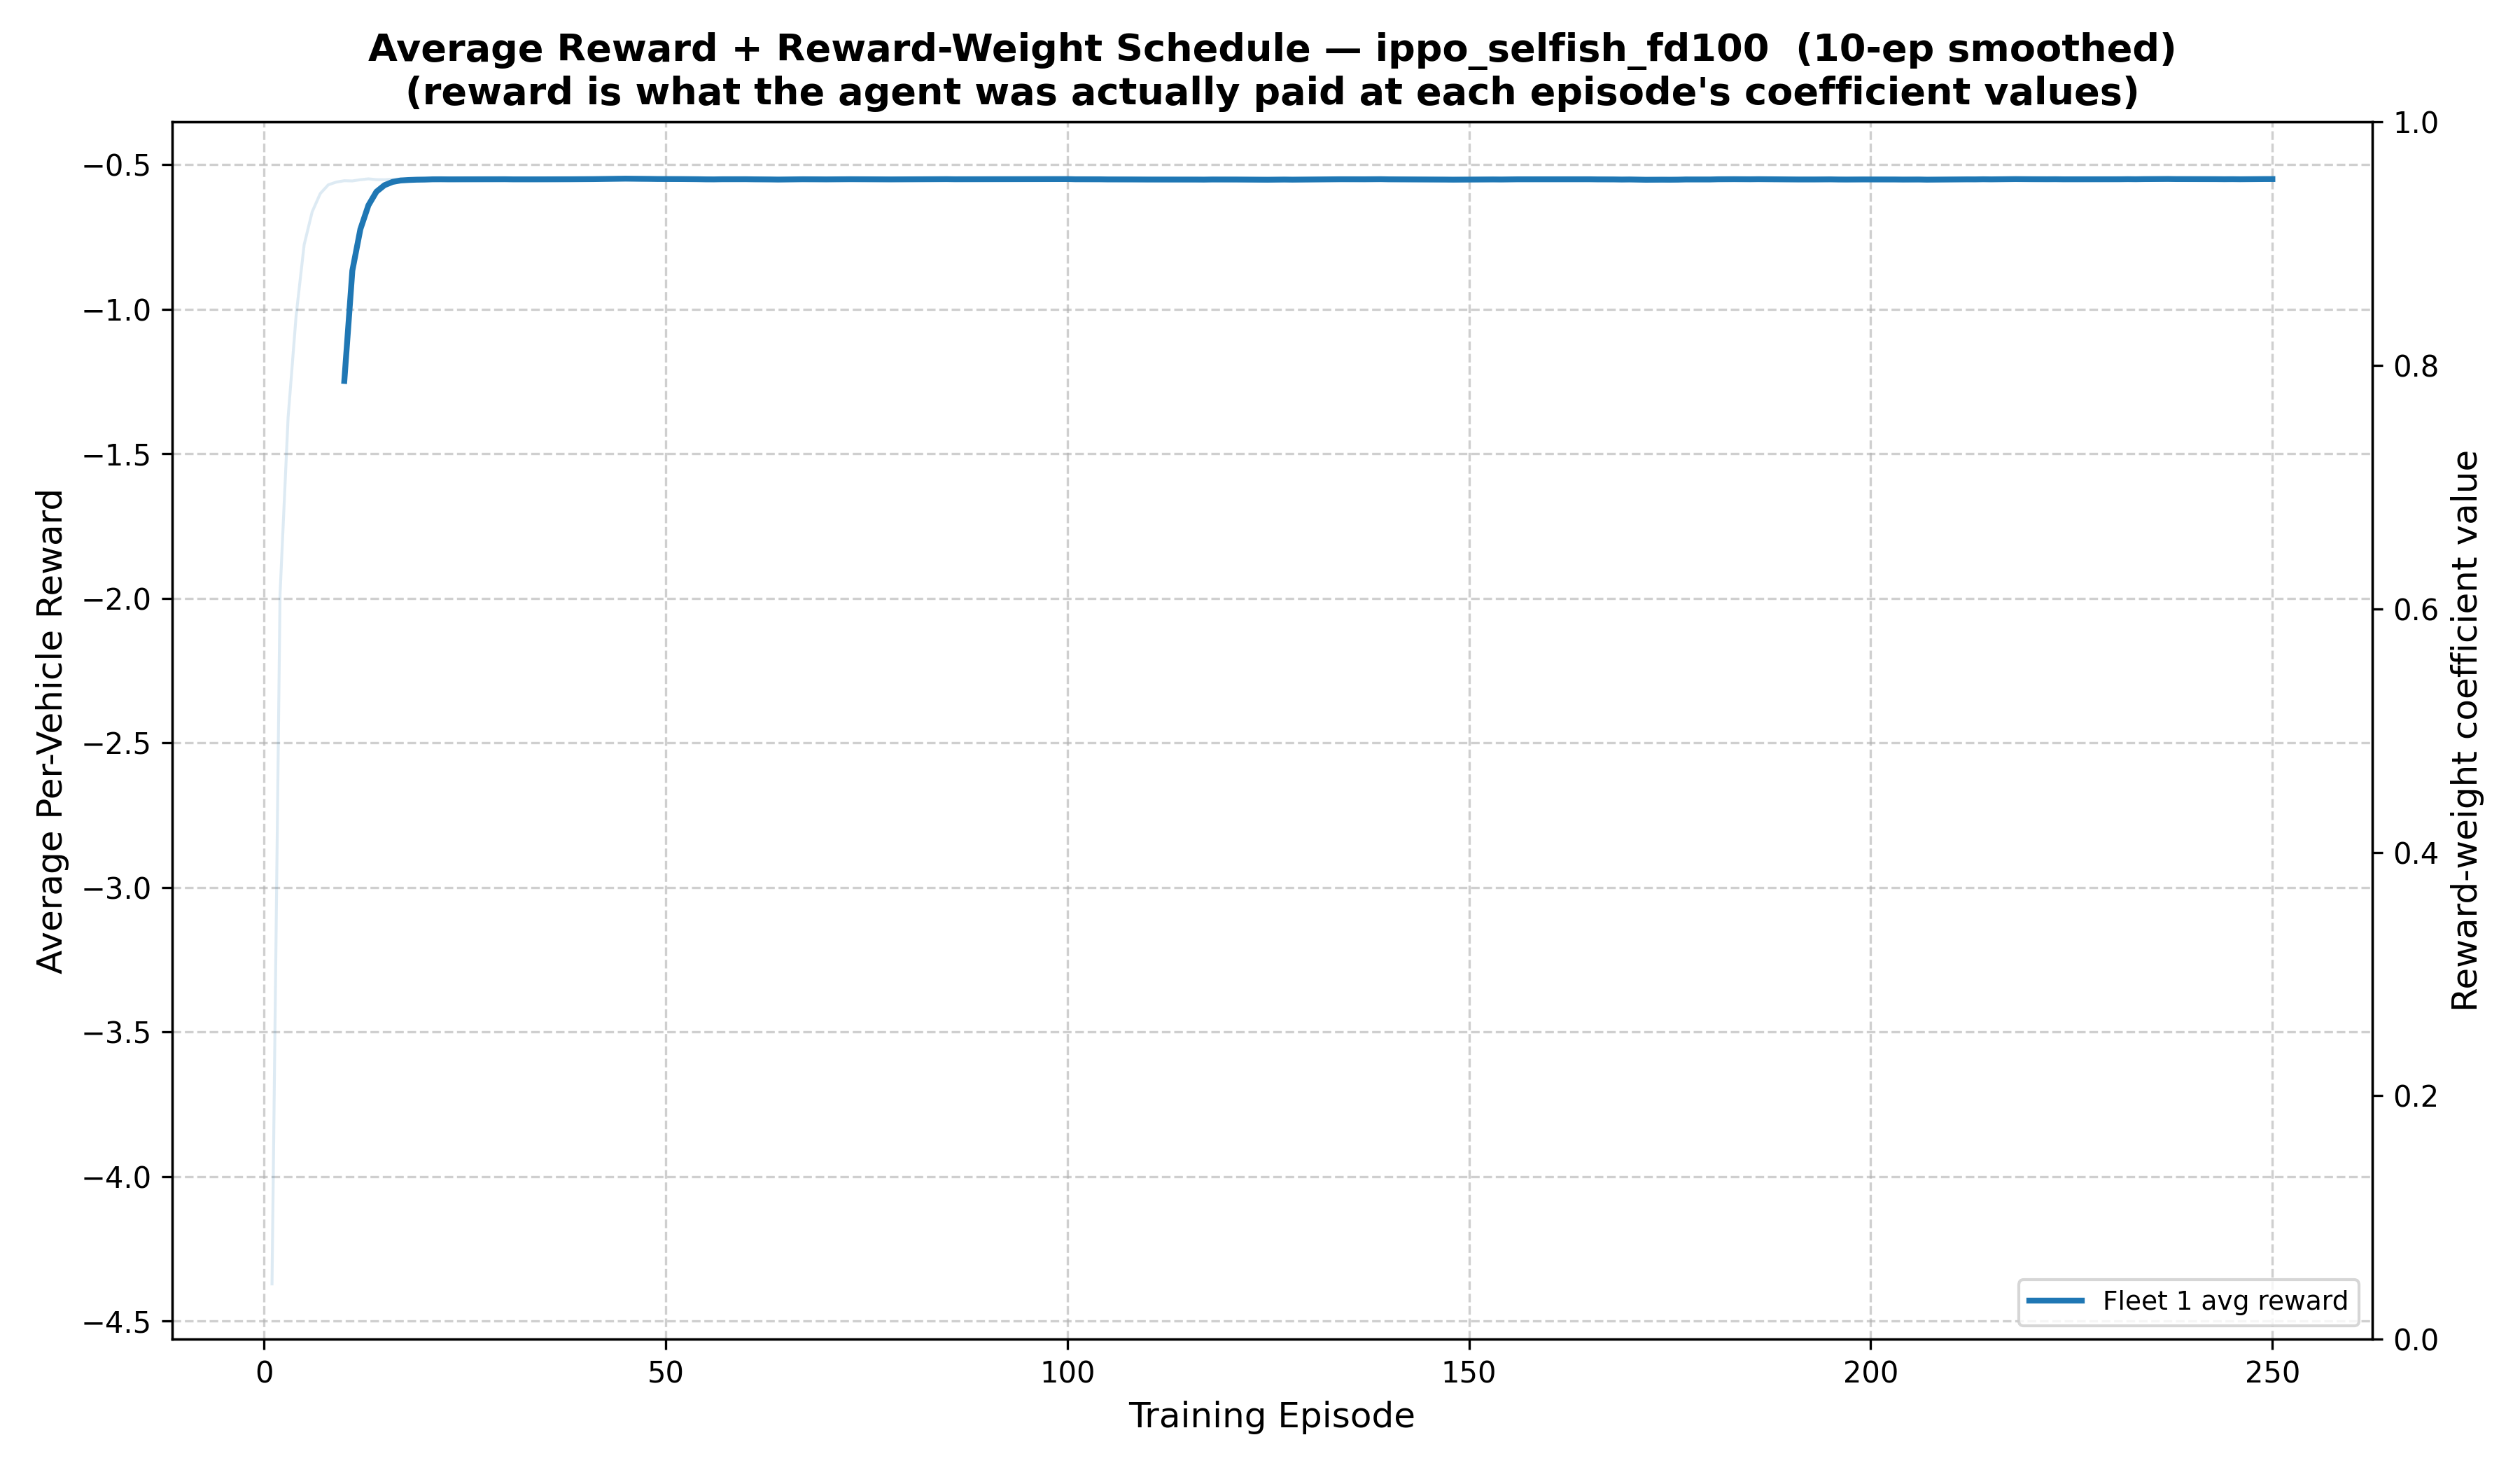 Average Reward + Reward-Weight Schedule — ippo_selfish_fd100  (10-ep smoothed)
(reward is what the agent was actually paid at each episode's coefficient values)
Average Per-Vehicle Reward
−0.5
−1.0
−1.5
−2.0
−2.5
−3.0
−3.5
−4.0
−4.5
1.0
0.8
0.6
0.4
0.2
0.0
Reward-weight coefficient value
Fleet 1 avg reward
0 50 100 150 200 250
Training Episode